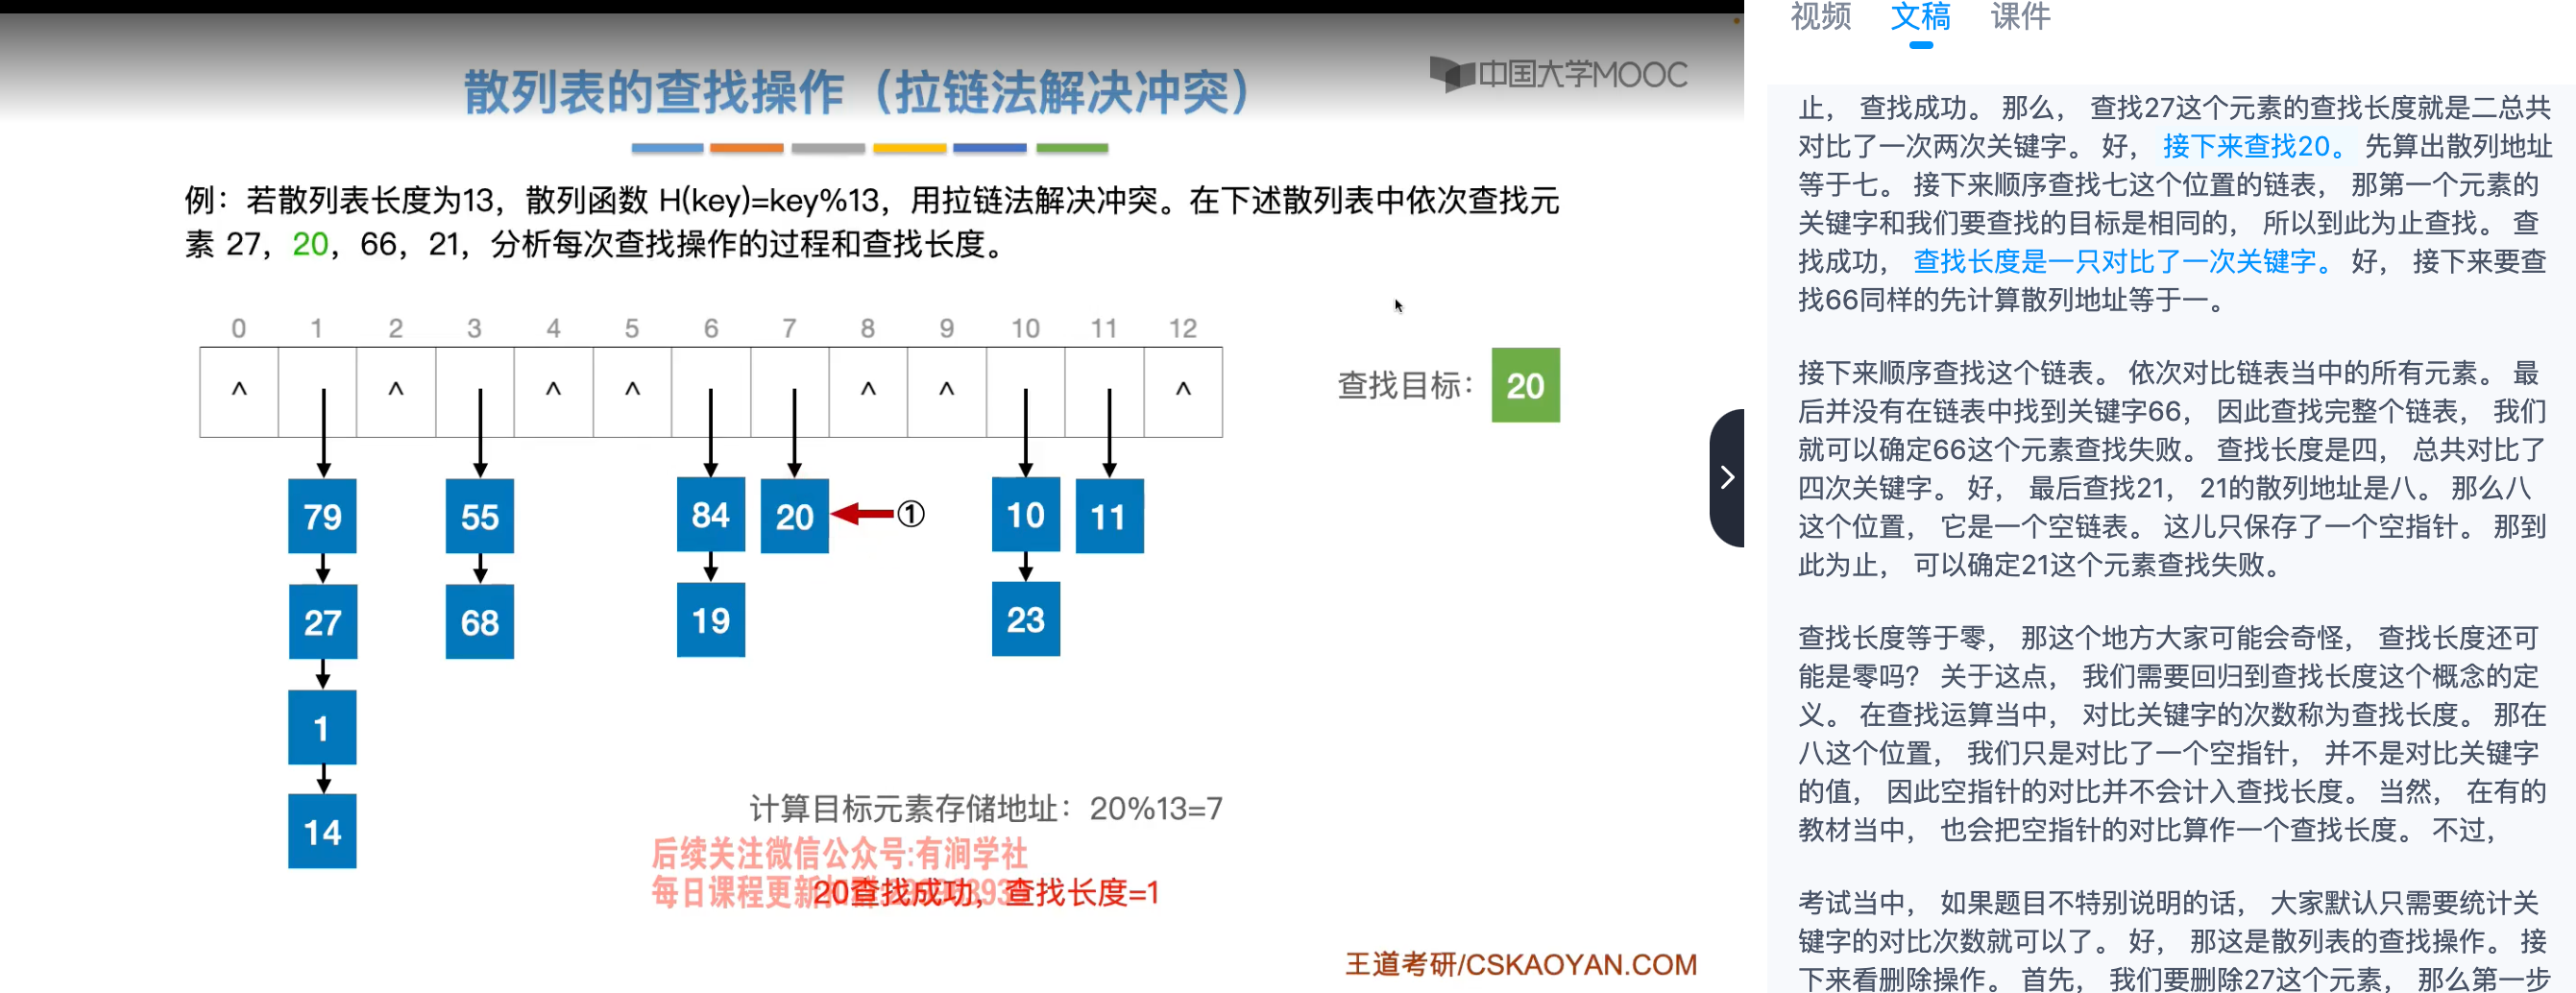 散列表的查找操作（拉链法解决冲突）
中国大学MOOC
例：若散列表长度为13，散列函数 H(key)=key%13，用拉链法解决冲突。在下述散列表中依次查找元
素 27，20，66，21，分析每次查找操作的过程和查找长度。
0 1 2 3 4 5 6 7 8 9 10 11 12
^ ^ ^ ^ ^ ^ ^
查找目标： 20
79 55 84 20 ① 10 11
27 68 19 23
1
14
计算目标元素存储地址：20%13=7
后续关注微信公众号:有涧学社
每日课程更新
20查找成功，查找长度=1
王道考研/CSKAOYAN.COM
视频 文稿 课件
止， 查找成功。 那么， 查找27这个元素的查找长度就是二总共
对比了一次两次关键字。 好， 接下来查找20。 先算出散列地址
等于七。 接下来顺序查找七这个位置的链表， 那第一个元素的
关键字和我们要查找的目标是相同的， 所以到此为止查找。 查
找成功， 查找长度是一只对比了一次关键字。 好， 接下来要查
找66同样的先计算散列地址等于一。
接下来顺序查找这个链表。 依次对比链表当中的所有元素。 最
后并没有在链表中找到关键字66， 因此查找完整个链表， 我们
就可以确定66这个元素查找失败。 查找长度是四， 总共对比了
四次关键字。 好， 最后查找21， 21的散列地址是八。 那么八
这个位置， 它是一个空链表。 这儿只保存了一个空指针。 那到
此为止， 可以确定21这个元素查找失败。
查找长度等于零， 那这个地方大家可能会奇怪， 查找长度还可
能是零吗？ 关于这点， 我们需要回归到查找长度这个概念的定
义。 在查找运算当中， 对比关键字的次数称为查找长度。 那在
八这个位置， 我们只是对比了一个空指针， 并不是对比关键字
的值， 因此空指针的对比并不会计入查找长度。 当然， 在有的
教材当中， 也会把空指针的对比算作一个查找长度。 不过，
考试当中， 如果题目不特别说明的话， 大家默认只需要统计关
键字的对比次数就可以了。 好， 那这是散列表的查找操作。 接
下来看删除操作。 首先， 我们要删除27这个元素， 那么第一步